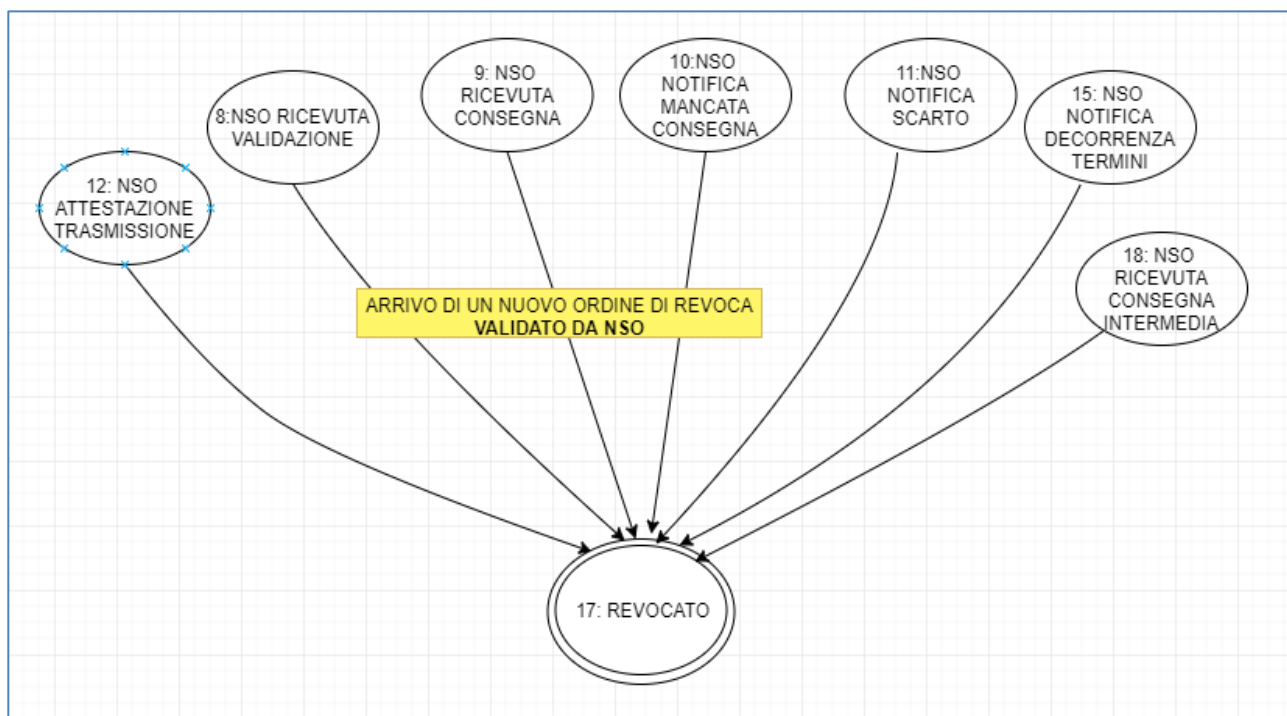 12: NSO
ATTESTAZIONE
TRASMISSIONE
8:NSO RICEVUTA
VALIDAZIONE
9: NSO
RICEVUTA
CONSEGNA
10:NSO
NOTIFICA
MANCATA
CONSEGNA
11:NSO
NOTIFICA
SCARTO
15: NSO
NOTIFICA
DECORRENZA
TERMINI
18: NSO
RICEVUTA
CONSEGNA
INTERMEDIA
ARRIVO DI UN NUOVO ORDINE DI REVOCA
VALIDATO DA NSO
17: REVOCATO